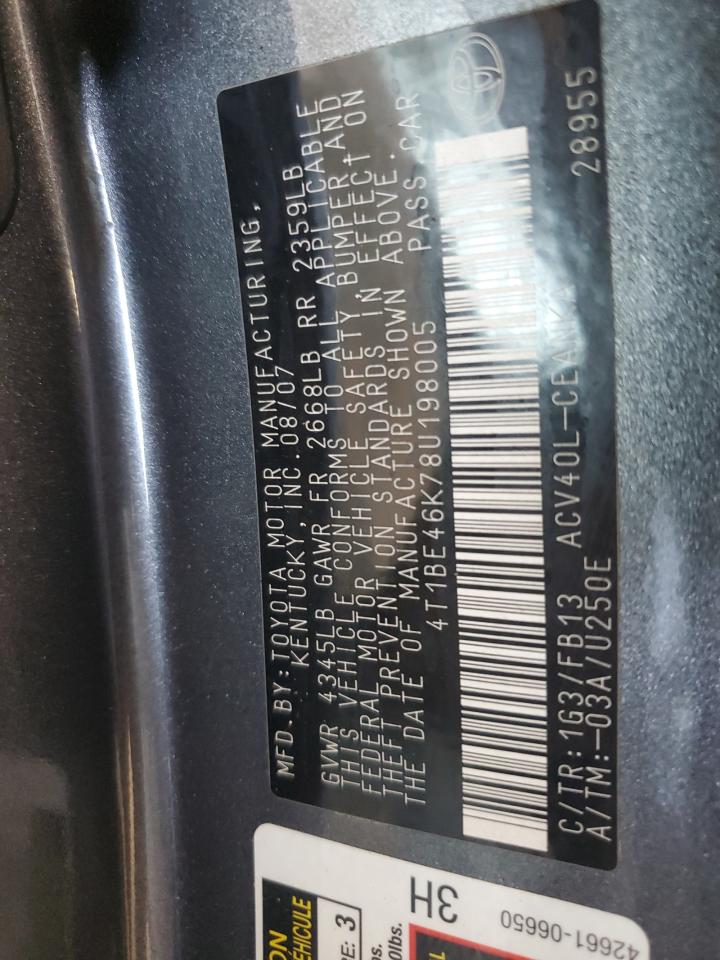 MFD.BY:TOYOTA MOTOR MANUFACTURING,
KENTUCKY,INC.08/07
GVWR 4345LB GAWR FR 2668LB RR 2359LB
THIS VEHICLE CONFORMS TO ALL APPLICABLE
FEDERAL MOTOR VEHICLE SAFETY, BUMPER, AND
THEFT PREVENTION STANDARDS IN EFFECT ON
THE DATE OF MANUFACTURE SHOWN ABOVE.
4T1BE46K78U198005 PASS.CAR
C/TR:1G3/FB13 ACV40L-
A/TM:-03A/U250E
28955
3H
42661-06650
ÉHICULE
3